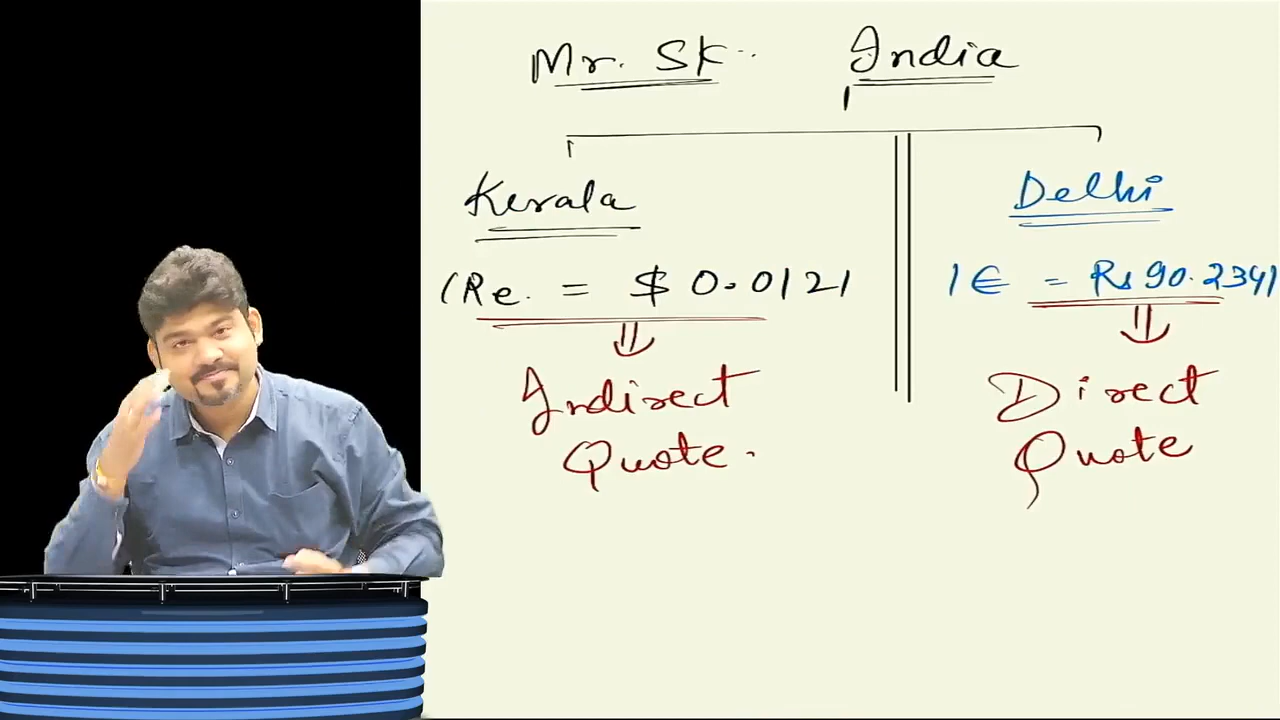 Mr. SK.. India
Kerala
1Re. = $ 0.0121
Indirect
Quote.
Delhi
1€ = Rs 90.2341
Direct
Quote